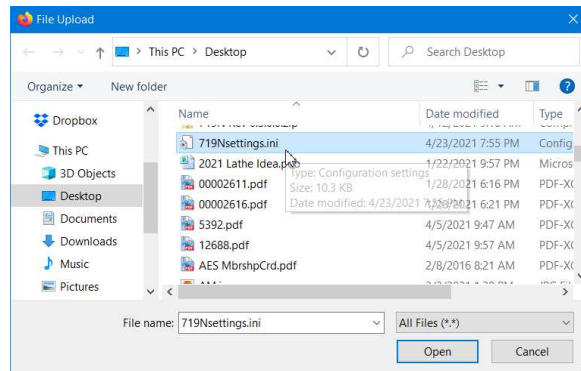 File Upload
This PC > Desktop
Search Desktop
Organize
New folder
Name
Date modified
Type
Dropbox
This PC
3D Objects
Desktop
Documents
Downloads
Music
Pictures
719Nsettings.ini 4/23/2021 7:55 PM Config
2021 Lathe Idea.pub 1/22/2021 9:57 PM Micros
00002611.pdf 1/28/2021 6:16 PM PDF-X
00002616.pdf 1/28/2021 6:21 PM PDF-X
5392.pdf 4/5/2021 9:47 AM PDF-X
12688.pdf 4/5/2021 9:57 AM PDF-X
AES MbrshpCrd.pdf 2/8/2016 8:21 AM PDF-X
Type: Configuration settings
Size: 10.3 KB
Date modified: 4/23/2021 7:55 PM
File name: 719Nsettings.ini
All Files (*.*)
Open
Cancel